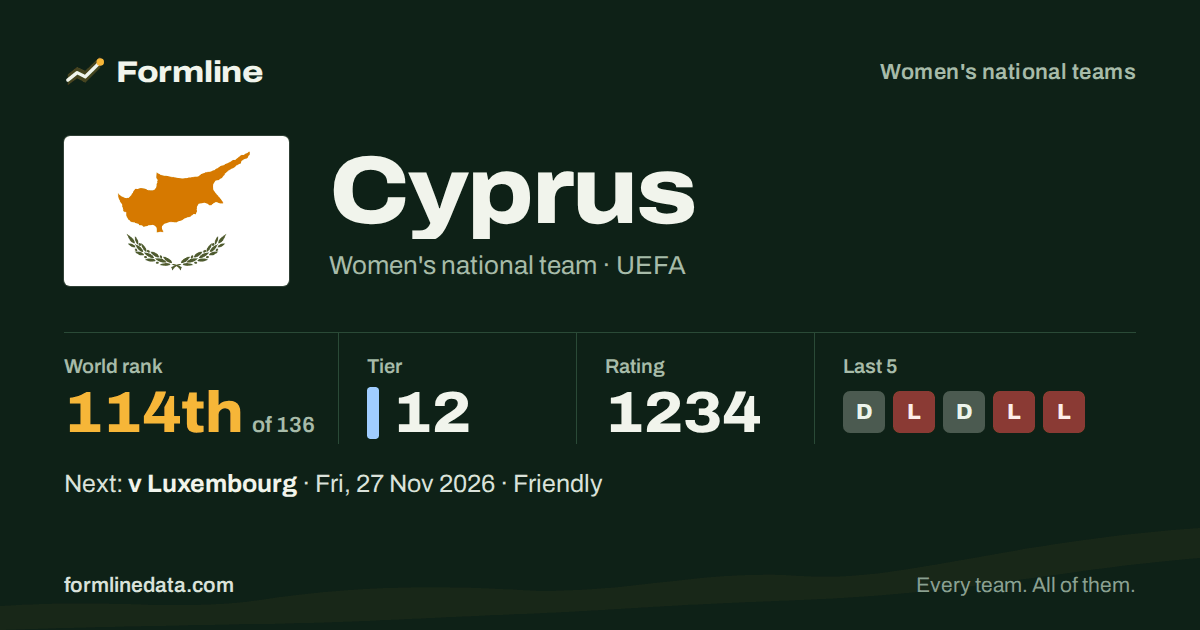 Formline
Women's national teams
Cyprus
Women's national team · UEFA
World rank
114th of 136
Tier
12
Rating
1234
Last 5
D L D L L
Next: v Luxembourg · Fri, 27 Nov 2026 · Friendly
formlinedata.com
Every team. All of them.